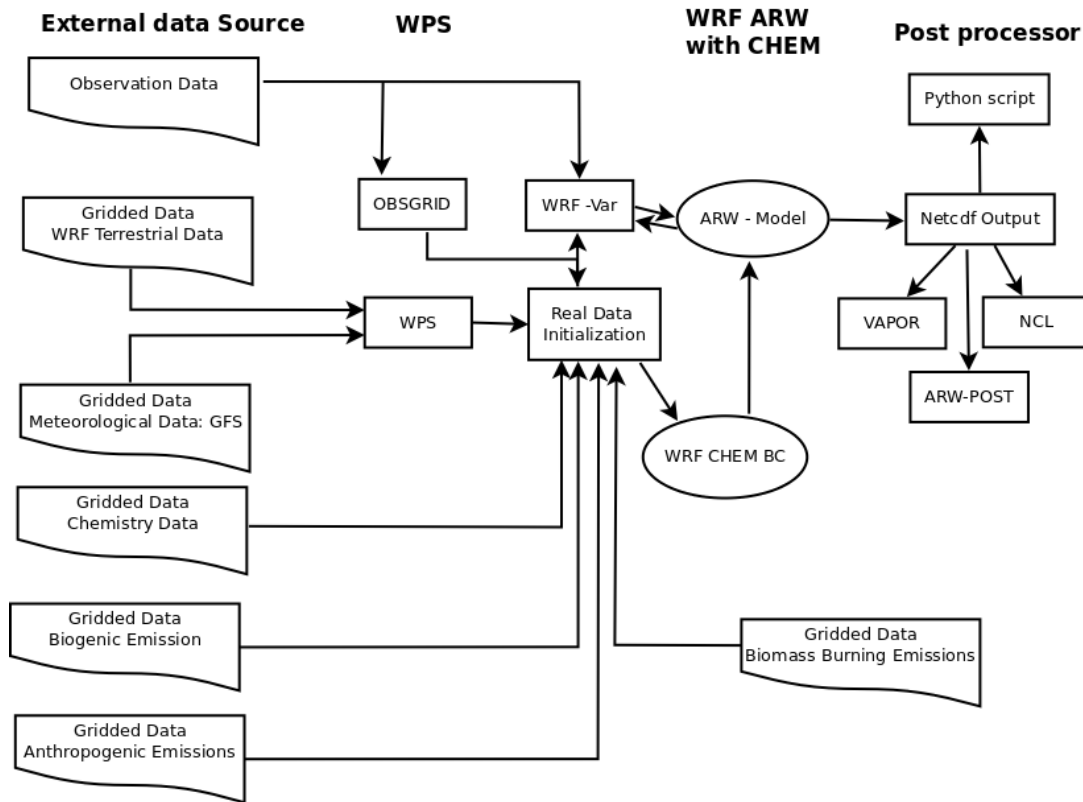 External data Source
WPS
WRF ARW
with CHEM
Post processor
Observation Data
Python script
OBSGRID
WRF -Var
ARW - Model
Netcdf Output
Gridded Data
WRF Terrestrial Data
WPS
Real Data
Initialization
VAPOR
NCL
ARW-POST
Gridded Data
Meteorological Data: GFS
WRF CHEM BC
Gridded Data
Chemistry Data
Gridded Data
Biogenic Emission
Gridded Data
Biomass Burning Emissions
Gridded Data
Anthropogenic Emissions